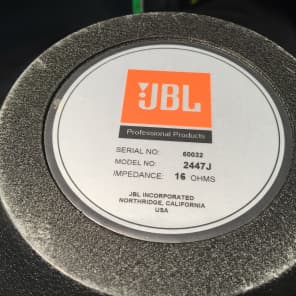 JBL
Professional Products
SERIAL NO: 60032
MODEL NO: 2447J
IMPEDANCE: 16 OHMS
JBL INCORPORATED
NORTHRIDGE, CALIFORNIA
USA